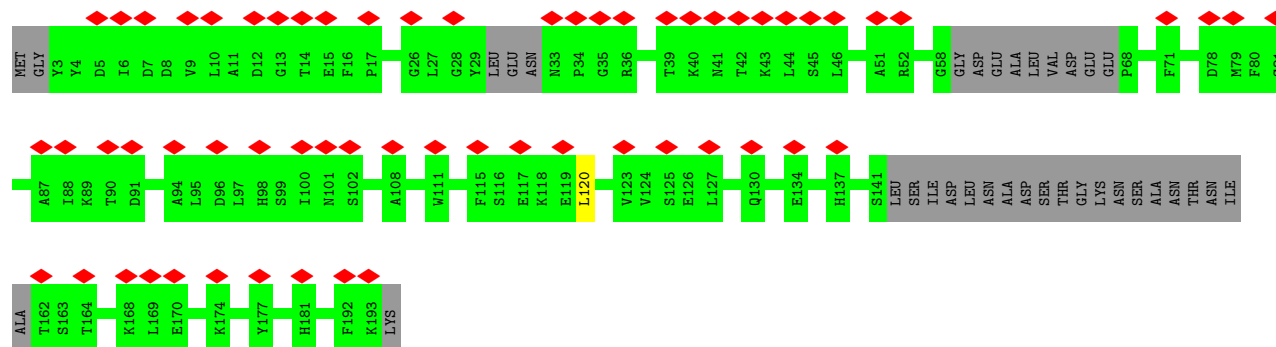 MET GLY Y3 Y4 D5 I6 D7 D8 V9 L10 A11 D12 G13 T14 E15 F16 P17 G26 L27 G28 Y29 LEU GLU ASN N33 P34 G35 R36 T39 K40 N41 T42 K43 L44 S45 L46 A51 R52 G58 GLY ASP GLU ALA LEU VAL ASP GLU GLU P68 F71 D78 M79 F80
A87 I88 K89 T90 D91 A94 L95 D96 L97 H98 S99 I100 N101 S102 A108 W111 F115 S116 E117 K118 E119 L120 V123 V124 S125 E126 L127 Q130 E134 H137 S141 LEU SER ILE ASP LEU ASN ALA ASP SER THR GLY LYS ASN SER ALA ASN THR ASN ILE
ALA T162 S163 T164 K168 L169 E170 K174 Y177 H181 F192 K193 LYS